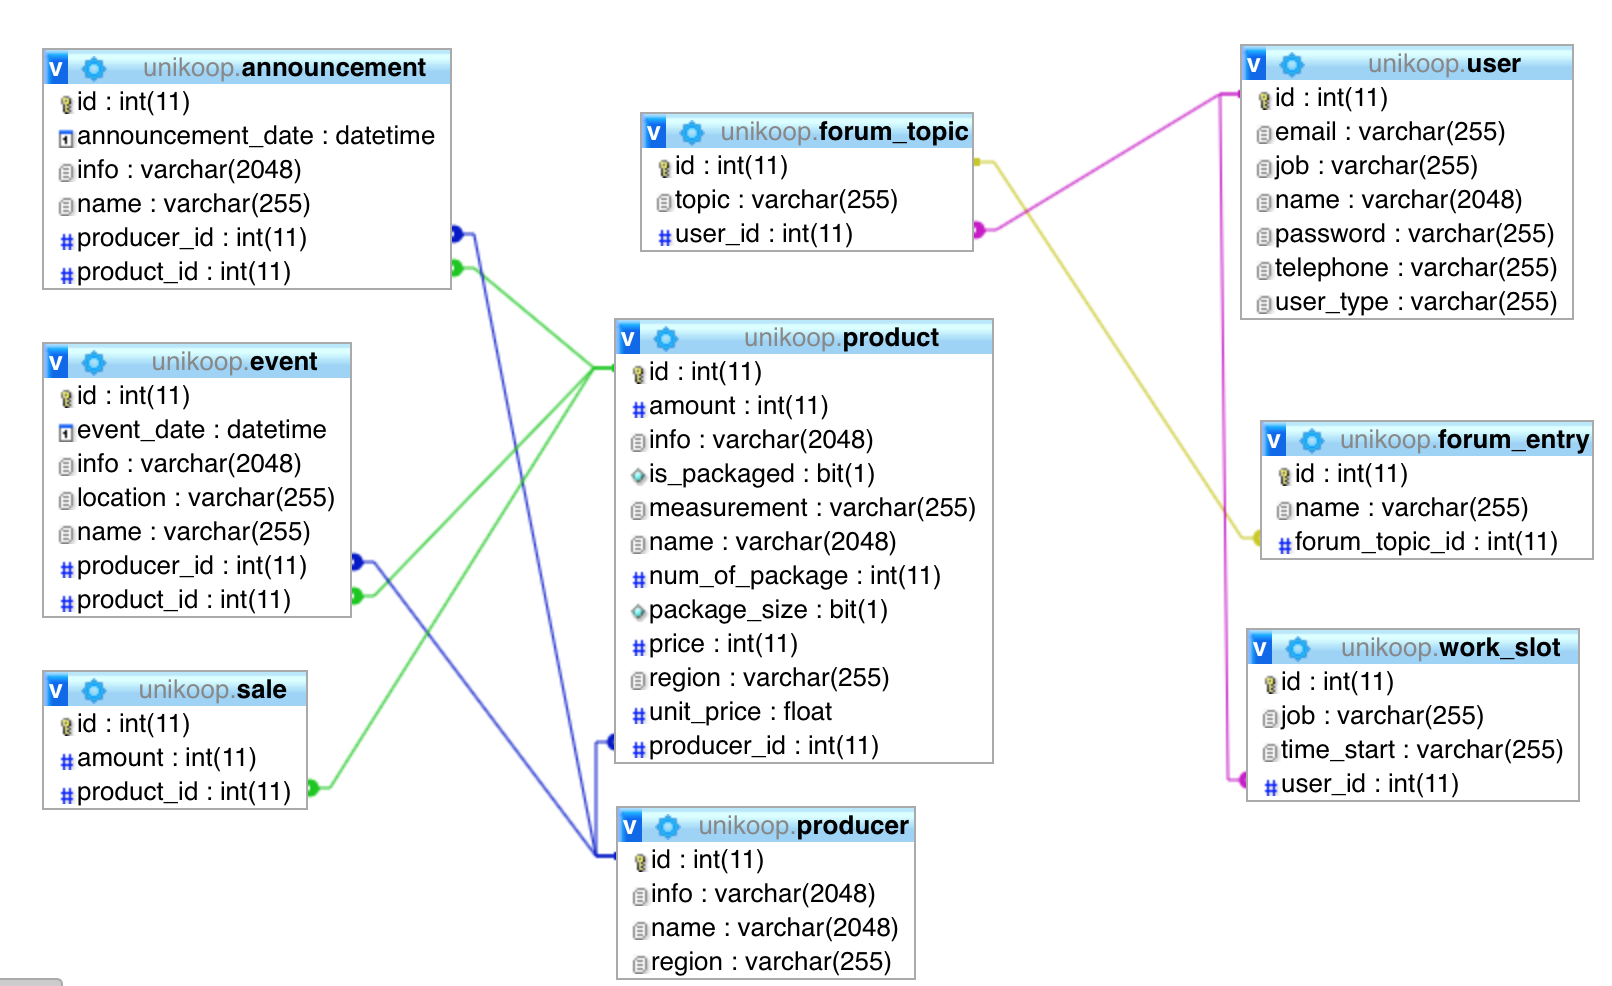 v unikoop.announcement
id : int(11)
announcement_date : datetime
info : varchar(2048)
name : varchar(255)
producer_id : int(11)
product_id : int(11)
v unikoop.event
id : int(11)
event_date : datetime
info : varchar(2048)
location : varchar(255)
name : varchar(255)
producer_id : int(11)
product_id : int(11)
v unikoop.sale
id : int(11)
amount : int(11)
product_id : int(11)
v unikoop.forum_topic
id : int(11)
topic : varchar(255)
user_id : int(11)
v unikoop.product
id : int(11)
amount : int(11)
info : varchar(2048)
is_packaged : bit(1)
measurement : varchar(255)
name : varchar(2048)
num_of_package : int(11)
package_size : bit(1)
price : int(11)
region : varchar(255)
unit_price : float
producer_id : int(11)
v unikoop.producer
id : int(11)
info : varchar(2048)
name : varchar(2048)
region : varchar(255)
v unikoop.user
id : int(11)
email : varchar(255)
job : varchar(255)
name : varchar(2048)
password : varchar(255)
telephone : varchar(255)
user_type : varchar(255)
v unikoop.forum_entry
id : int(11)
name : varchar(255)
forum_topic_id : int(11)
v unikoop.work_slot
id : int(11)
job : varchar(255)
time_start : varchar(255)
user_id : int(11)